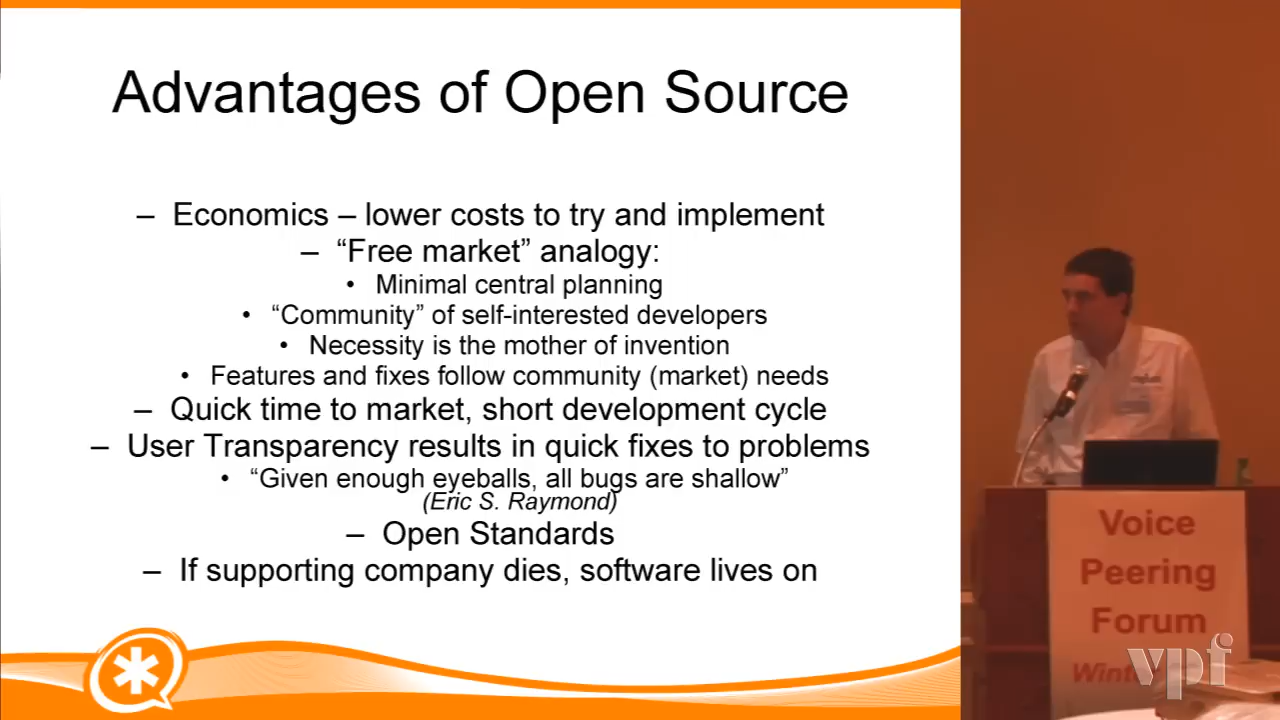 Advantages of Open Source
– Economics – lower costs to try and implement
– “Free market” analogy:
• Minimal central planning
• “Community” of self-interested developers
• Necessity is the mother of invention
• Features and fixes follow community (market) needs
– Quick time to market, short development cycle
– User Transparency results in quick fixes to problems
• “Given enough eyeballs, all bugs are shallow”
(Eric S. Raymond)
– Open Standards
– If supporting company dies, software lives on
Voice
Peering
Forum
vpf